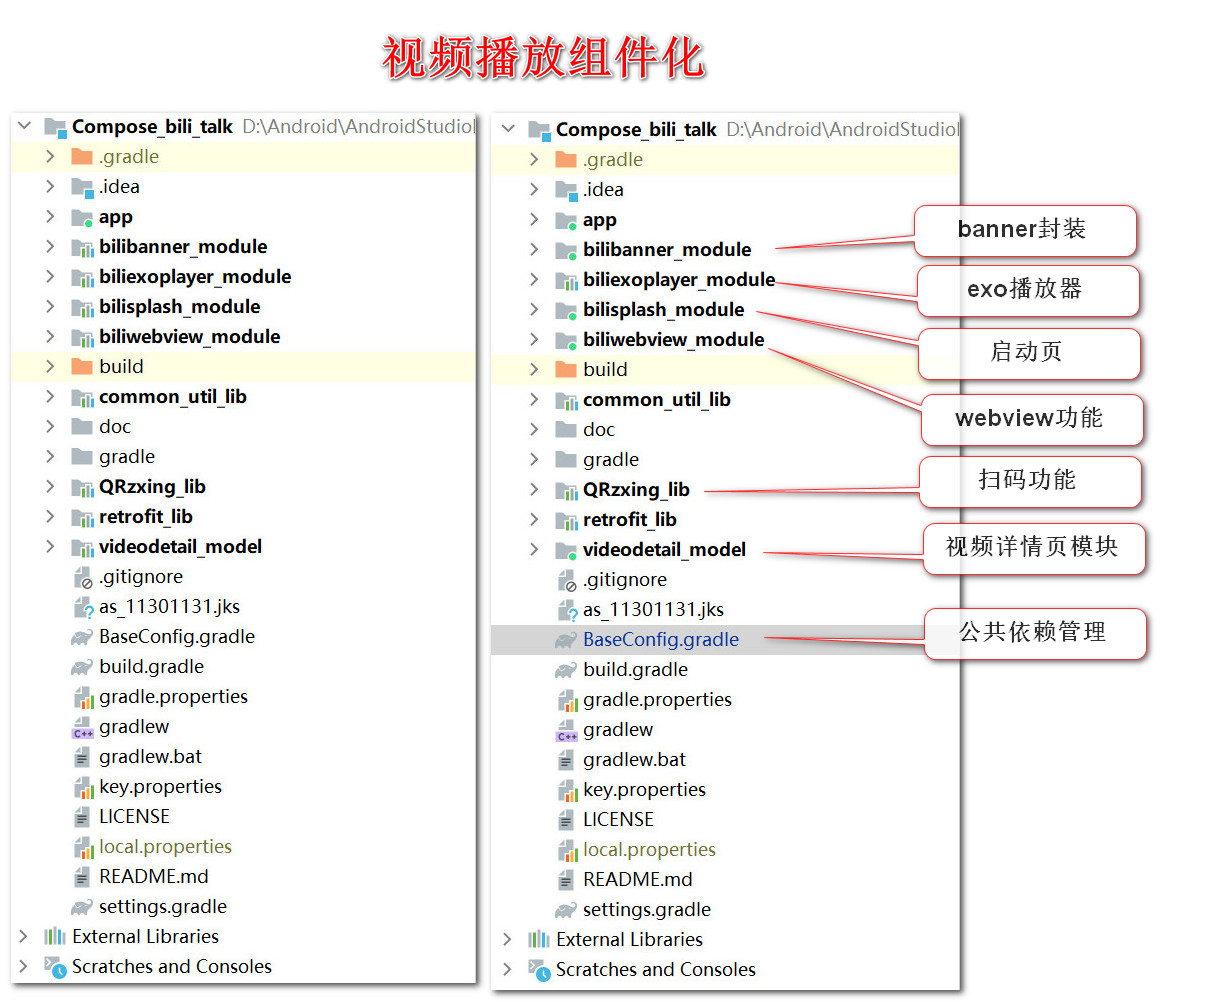 视频播放组件化
Compose_bili_talk D:\Android\AndroidStudio
.gradle
.idea
app
bilibanner_module
biliexoplayer_module
bilisplash_module
biliwebview_module
build
common_util_lib
doc
gradle
QRzxing_lib
retrofit_lib
videodetail_model
.gitignore
as_11301131.jks
BaseConfig.gradle
build.gradle
gradle.properties
gradlew
gradlew.bat
key.properties
LICENSE
local.properties
README.md
settings.gradle
External Libraries
Scratches and Consoles
Compose_bili_talk D:\Android\AndroidStudio
.gradle
.idea
app
bilibanner_module
biliexoplayer_module
bilisplash_module
biliwebview_module
build
common_util_lib
doc
gradle
QRzxing_lib
retrofit_lib
videodetail_model
.gitignore
as_11301131.jks
BaseConfig.gradle
build.gradle
gradle.properties
gradlew
gradlew.bat
key.properties
LICENSE
local.properties
README.md
settings.gradle
External Libraries
Scratches and Consoles
banner封装
exo播放器
启动页
webview功能
扫码功能
视频详情页模块
公共依赖管理